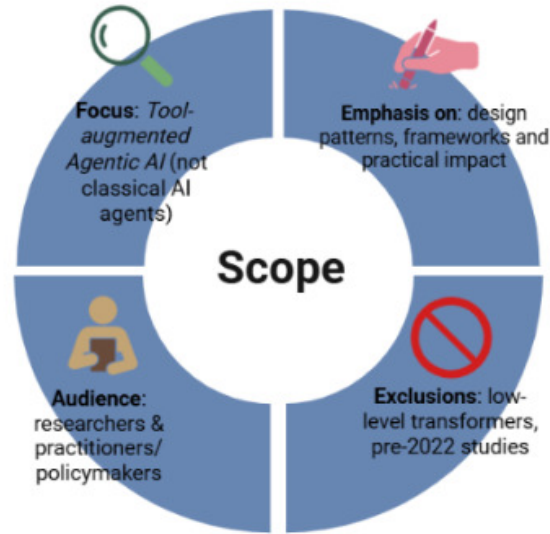 Focus: Tool-
augmented
Agentic AI (not
classical AI
agents)
Emphasis on: design
patterns, frameworks and
practical impact
Scope
Audience:
researchers &
practitioners/
policymakers
Exclusions: low-
level transformers,
pre-2022 studies